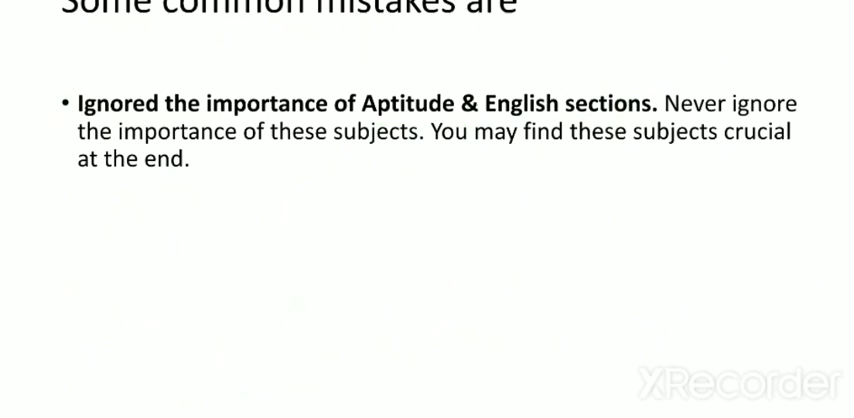 Some common mistakes are
• Ignored the importance of Aptitude & English sections. Never ignore
the importance of these subjects. You may find these subjects crucial
at the end.
XRecorder